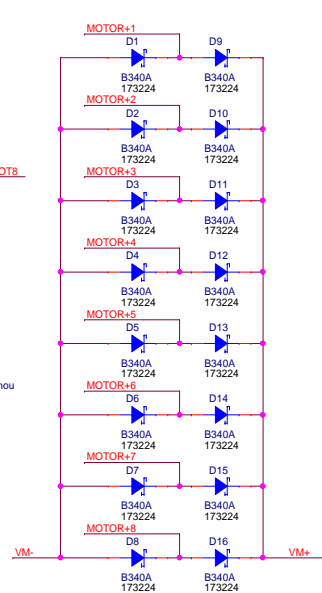 MOTOR+1
D1 D9
B340A B340A
173224 173224
MOTOR+2
D2 D10
B340A B340A
173224 173224
OT8
MOTOR+3
D3 D11
B340A B340A
173224 173224
MOTOR+4
D4 D12
B340A B340A
173224 173224
MOTOR+5
D5 D13
B340A B340A
173224 173224
nou
MOTOR+6
D6 D14
B340A B340A
173224 173224
MOTOR+7
D7 D15
B340A B340A
173224 173224
MOTOR+8
D8 D16
VM- VM+
B340A B340A
173224 173224